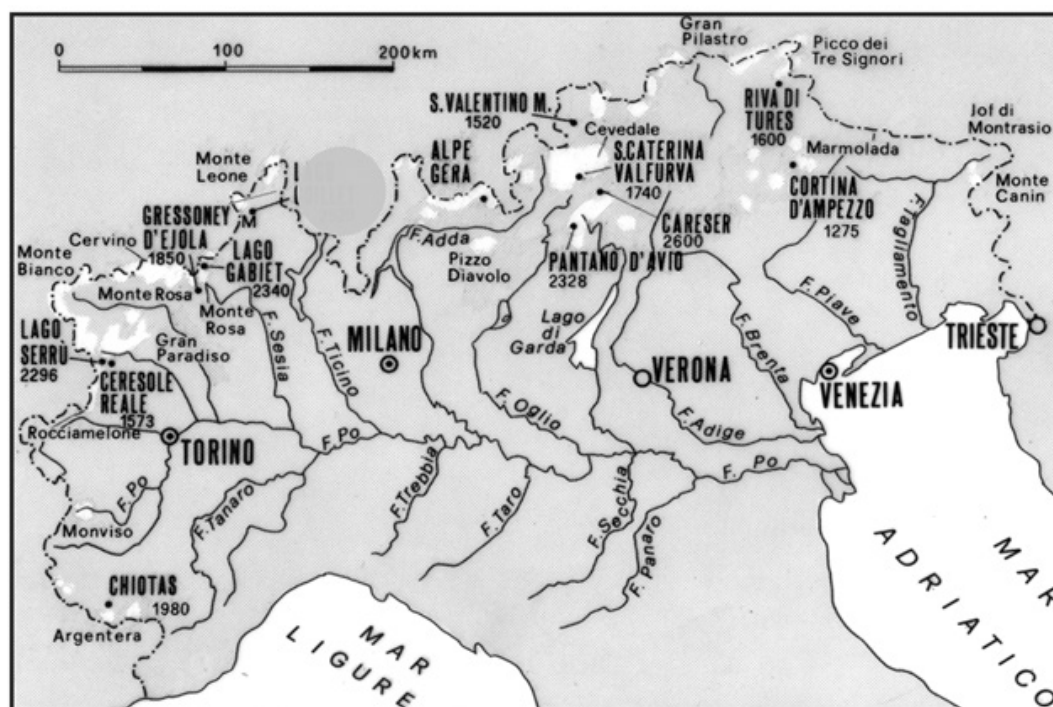 0 100 200 km
Gran
Pilastro
Picco dei
Tre Signori
S.VALENTINO M.
1520
Cevedale
RIVA DI
TURES
1600
Jof di
Montrasio
Monte
Leone
ALPE
GERA
S.CATERINA
VALFURVA
1740
Marmolada
CORTINA
D'AMPEZZO
1275
Monte
Canin
GRESSONEY
D'EJOLA
1850
M
I
Cervino
LAGO
GABIET
2340
F. Adda
CARESER
2600
F. Tagliamento
Monte
Bianco
Monte Rosa
Monte
Rosa
Pizzo
Diavolo
PANTANO D'AVIO
2328
F. Piave
LAGO
SERRÙ
2296
Gran
Paradiso
F. Sesia
F. Ticino
MILANO
Lago
di
Garda
F. Brenta
TRIESTE
CERESOLE
REALE
1573
VERONA
VENEZIA
Rocciamelone
TORINO
F. Oglio
F. Adige
F. Po
F. Po
F. Po
F. Tanaro
F. Trebbia
F. Taro
F. Secchia
F. Panaro
Monviso
CHIOTAS
1980
Argentera
MAR
LIGURE
MAR
ADRIATICO